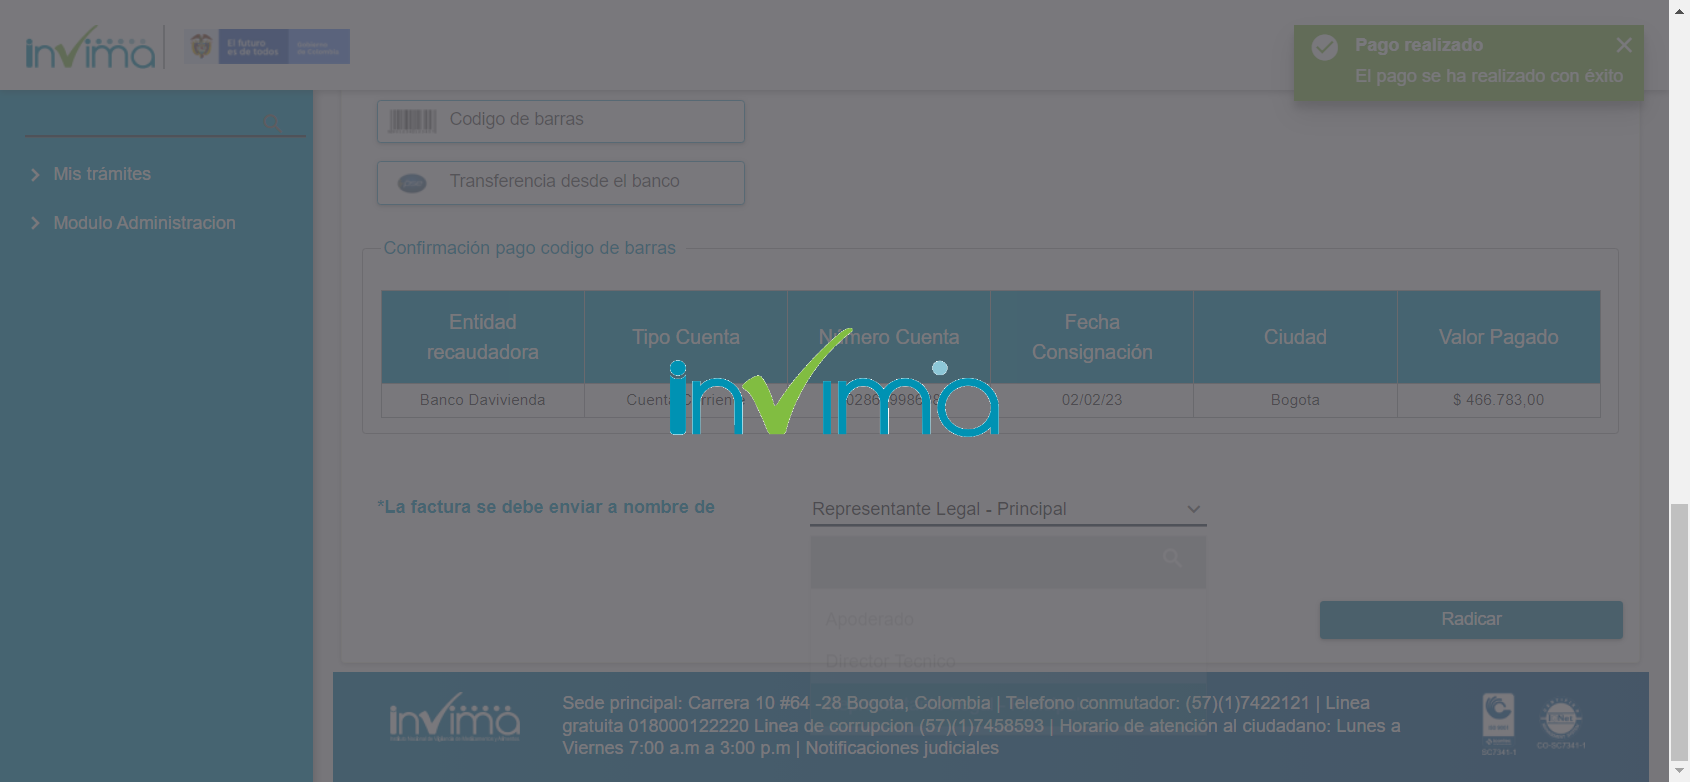 invima
El futuro
es de todos
Gobierno
de Colombia
Pago realizado
El pago se ha realizado con éxito
Codigo de barras
Transferencia desde el banco
Mis trámites
Modulo Administracion
Confirmación pago codigo de barras
Entidad recaudadora
Tipo Cuenta
Número Cuenta
Fecha Consignación
Ciudad
Valor Pagado
Banco Davivienda
Cuenta Corriente
02/02/23
Bogota
$ 466.783,00
invima
*La factura se debe enviar a nombre de
Representante Legal - Principal
Apoderado
Director Tecnico
Radicar
invima
Sede principal: Carrera 10 #64 -28 Bogota, Colombia | Telefono conmutador: (57)(1)7422121 | Linea
gratuita 018000122220 Linea de corrupcion (57)(1)7458593 | Horario de atención al ciudadano: Lunes a
Viernes 7:00 a.m a 3:00 p.m | Notificaciones judiciales
SC7341-1
CO-SC7341-1